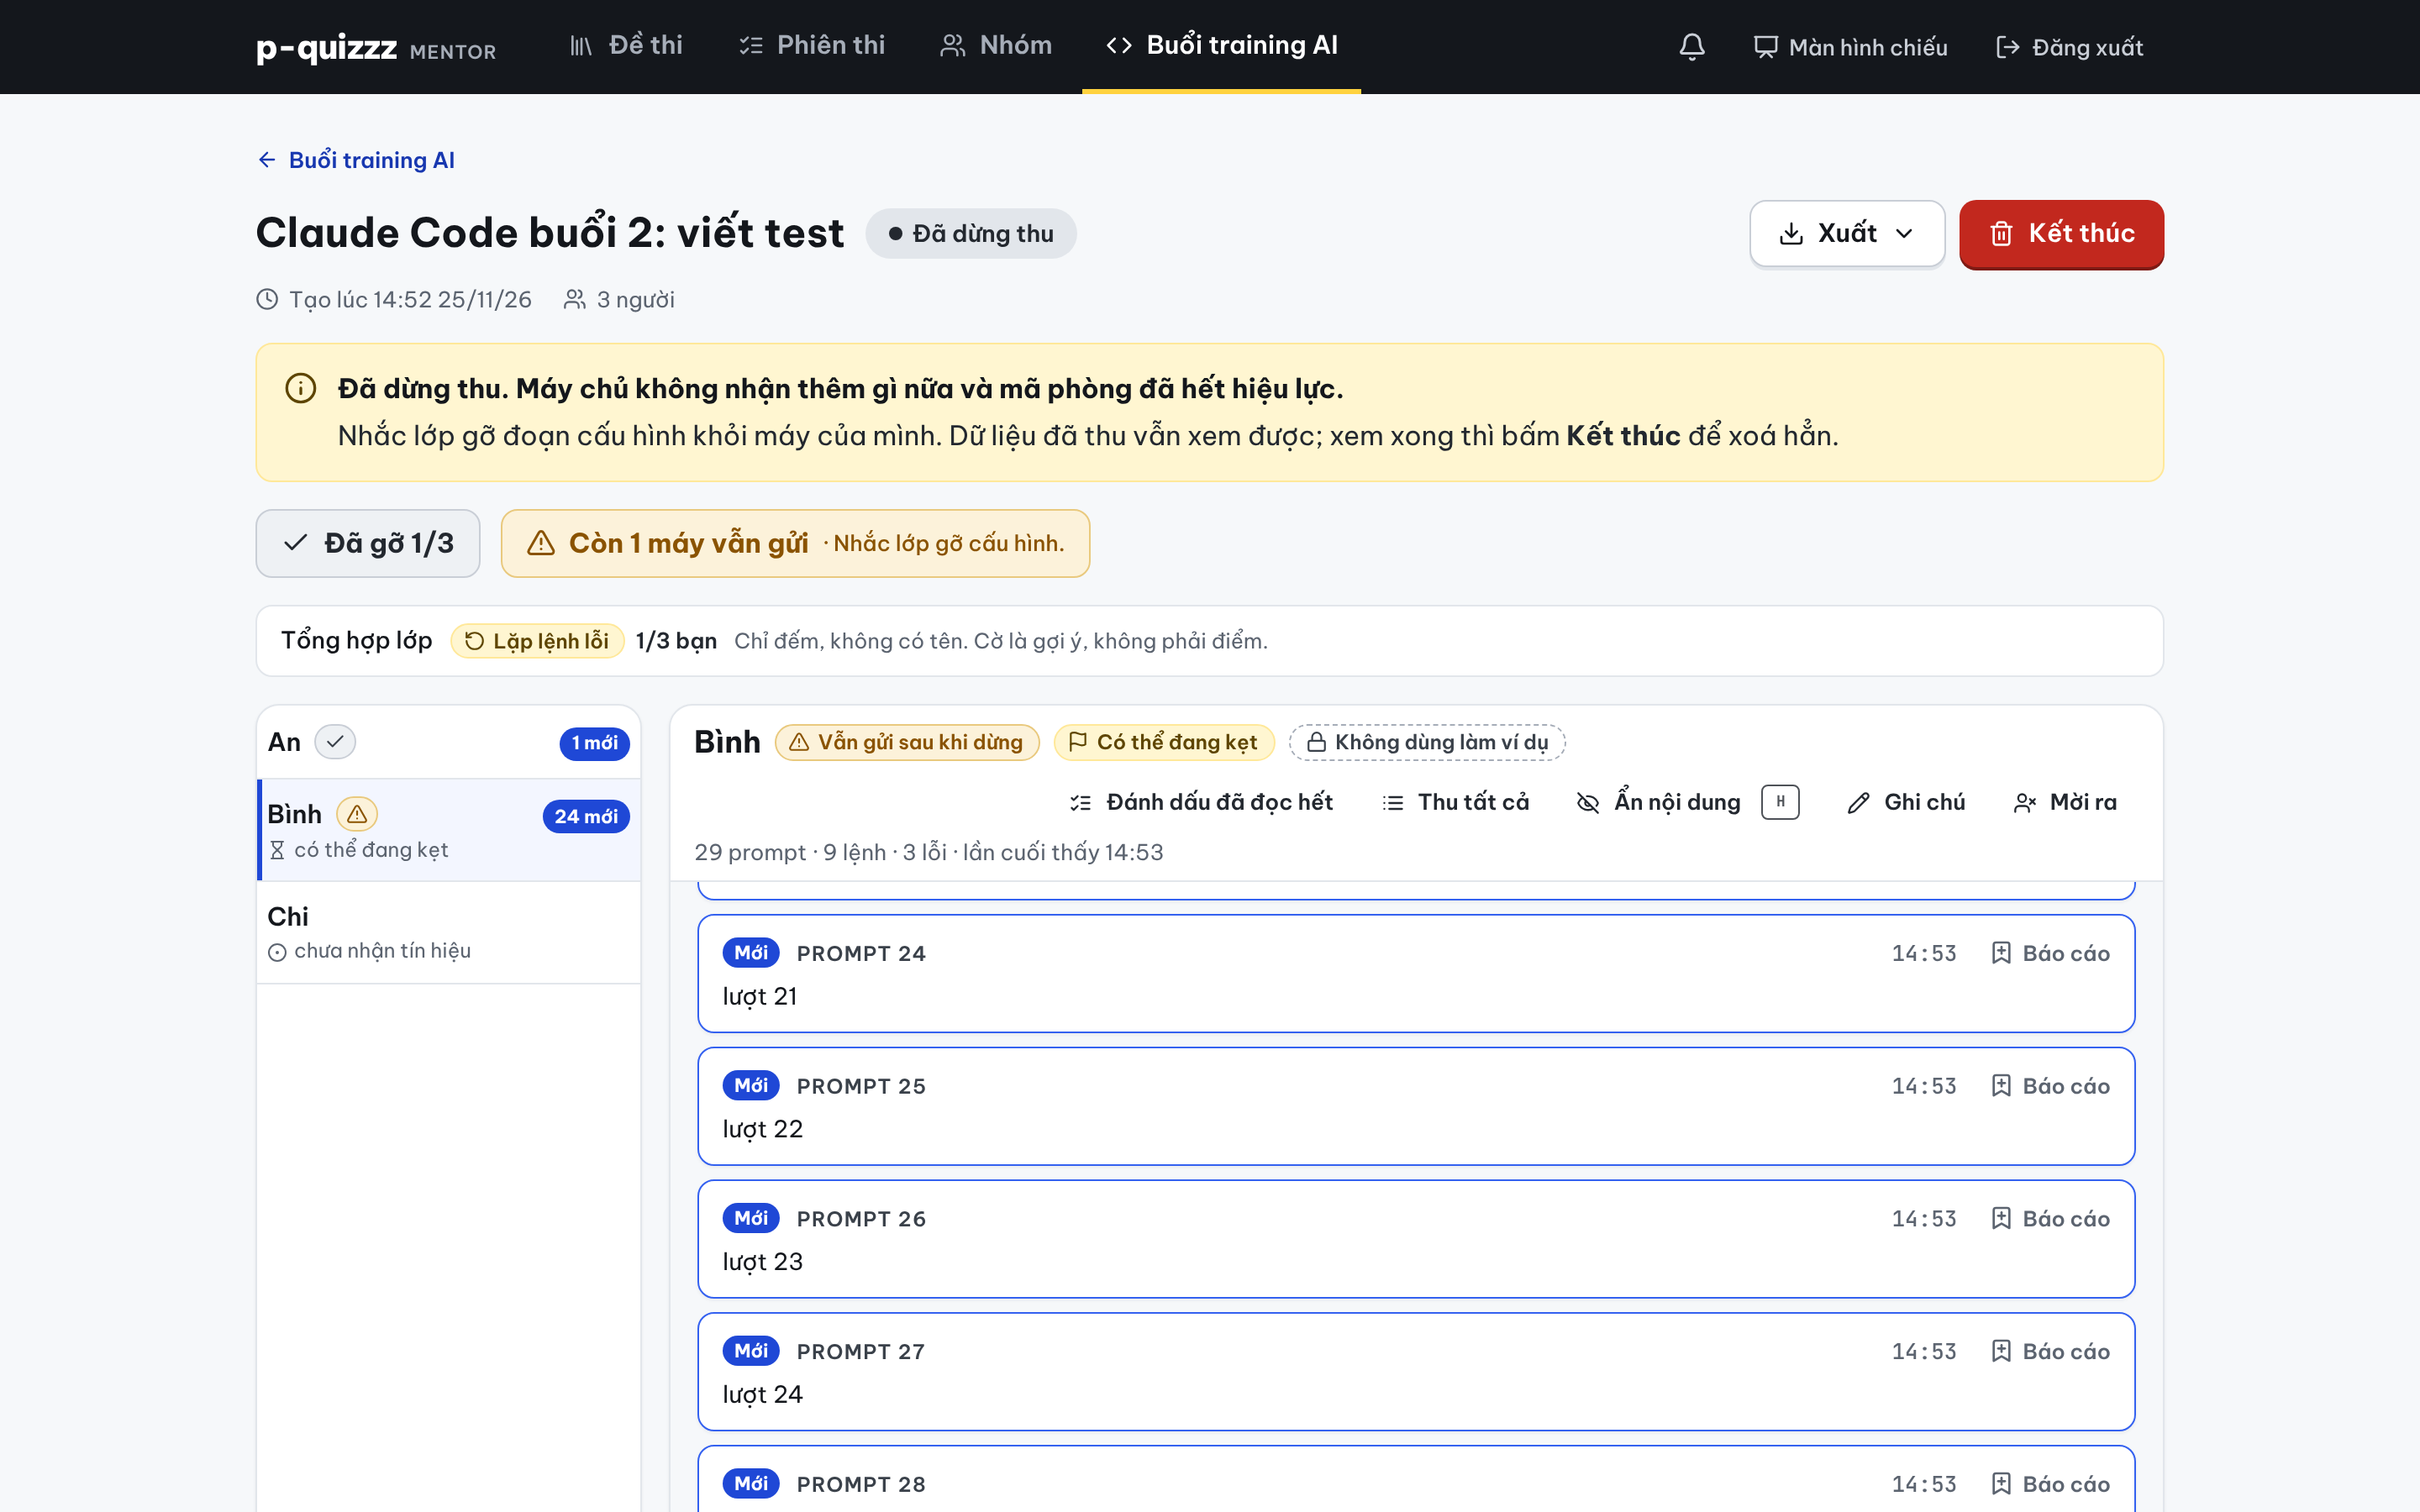 p-quizzz MENTOR
Đề thi
Phiên thi
Nhóm
Buổi training AI
Màn hình chiếu
Đăng xuất
Buổi training AI
Claude Code buổi 2: viết test
Đã dừng thu
Xuất
Kết thúc
Tạo lúc 14:52 25/11/26
3 người
Đã dừng thu. Máy chủ không nhận thêm gì nữa và mã phòng đã hết hiệu lực.
Nhắc lớp gỡ đoạn cấu hình khỏi máy của mình. Dữ liệu đã thu vẫn xem được; xem xong thì bấm Kết thúc để xoá hẳn.
Đã gỡ 1/3
Còn 1 máy vẫn gửi · Nhắc lớp gỡ cấu hình.
Tổng hợp lớp
Lặp lệnh lỗi
1/3 bạn
Chỉ đếm, không có tên. Cờ là gợi ý, không phải điểm.
An
1 mới
Bình
24 mới
có thể đang kẹt
Chi
chưa nhận tín hiệu
Bình
Vẫn gửi sau khi dừng
Có thể đang kẹt
Không dùng làm ví dụ
Đánh dấu đã đọc hết
Thu tất cả
Ẩn nội dung
H
Ghi chú
Mời ra
29 prompt · 9 lệnh · 3 lỗi · lần cuối thấy 14:53
Mới PROMPT 24 14:53 Báo cáo
lượt 21
Mới PROMPT 25 14:53 Báo cáo
lượt 22
Mới PROMPT 26 14:53 Báo cáo
lượt 23
Mới PROMPT 27 14:53 Báo cáo
lượt 24
Mới PROMPT 28 14:53 Báo cáo